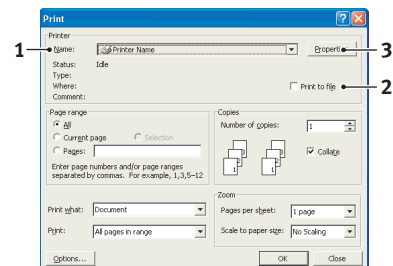 Print
Printer
1 Name: Printer Name Properti 3
Status: Idle
Type:
Where: Print to file 2
Comment:
Page range
All
Current page Selection
Pages:
Enter page numbers and/or page ranges
separated by commas. For example, 1,3,5–12
Copies
Number of copies: 1
Collate
Print what: Document
Print: All pages in range
Zoom
Pages per sheet: 1 page
Scale to paper size: No Scaling
Options... OK Close